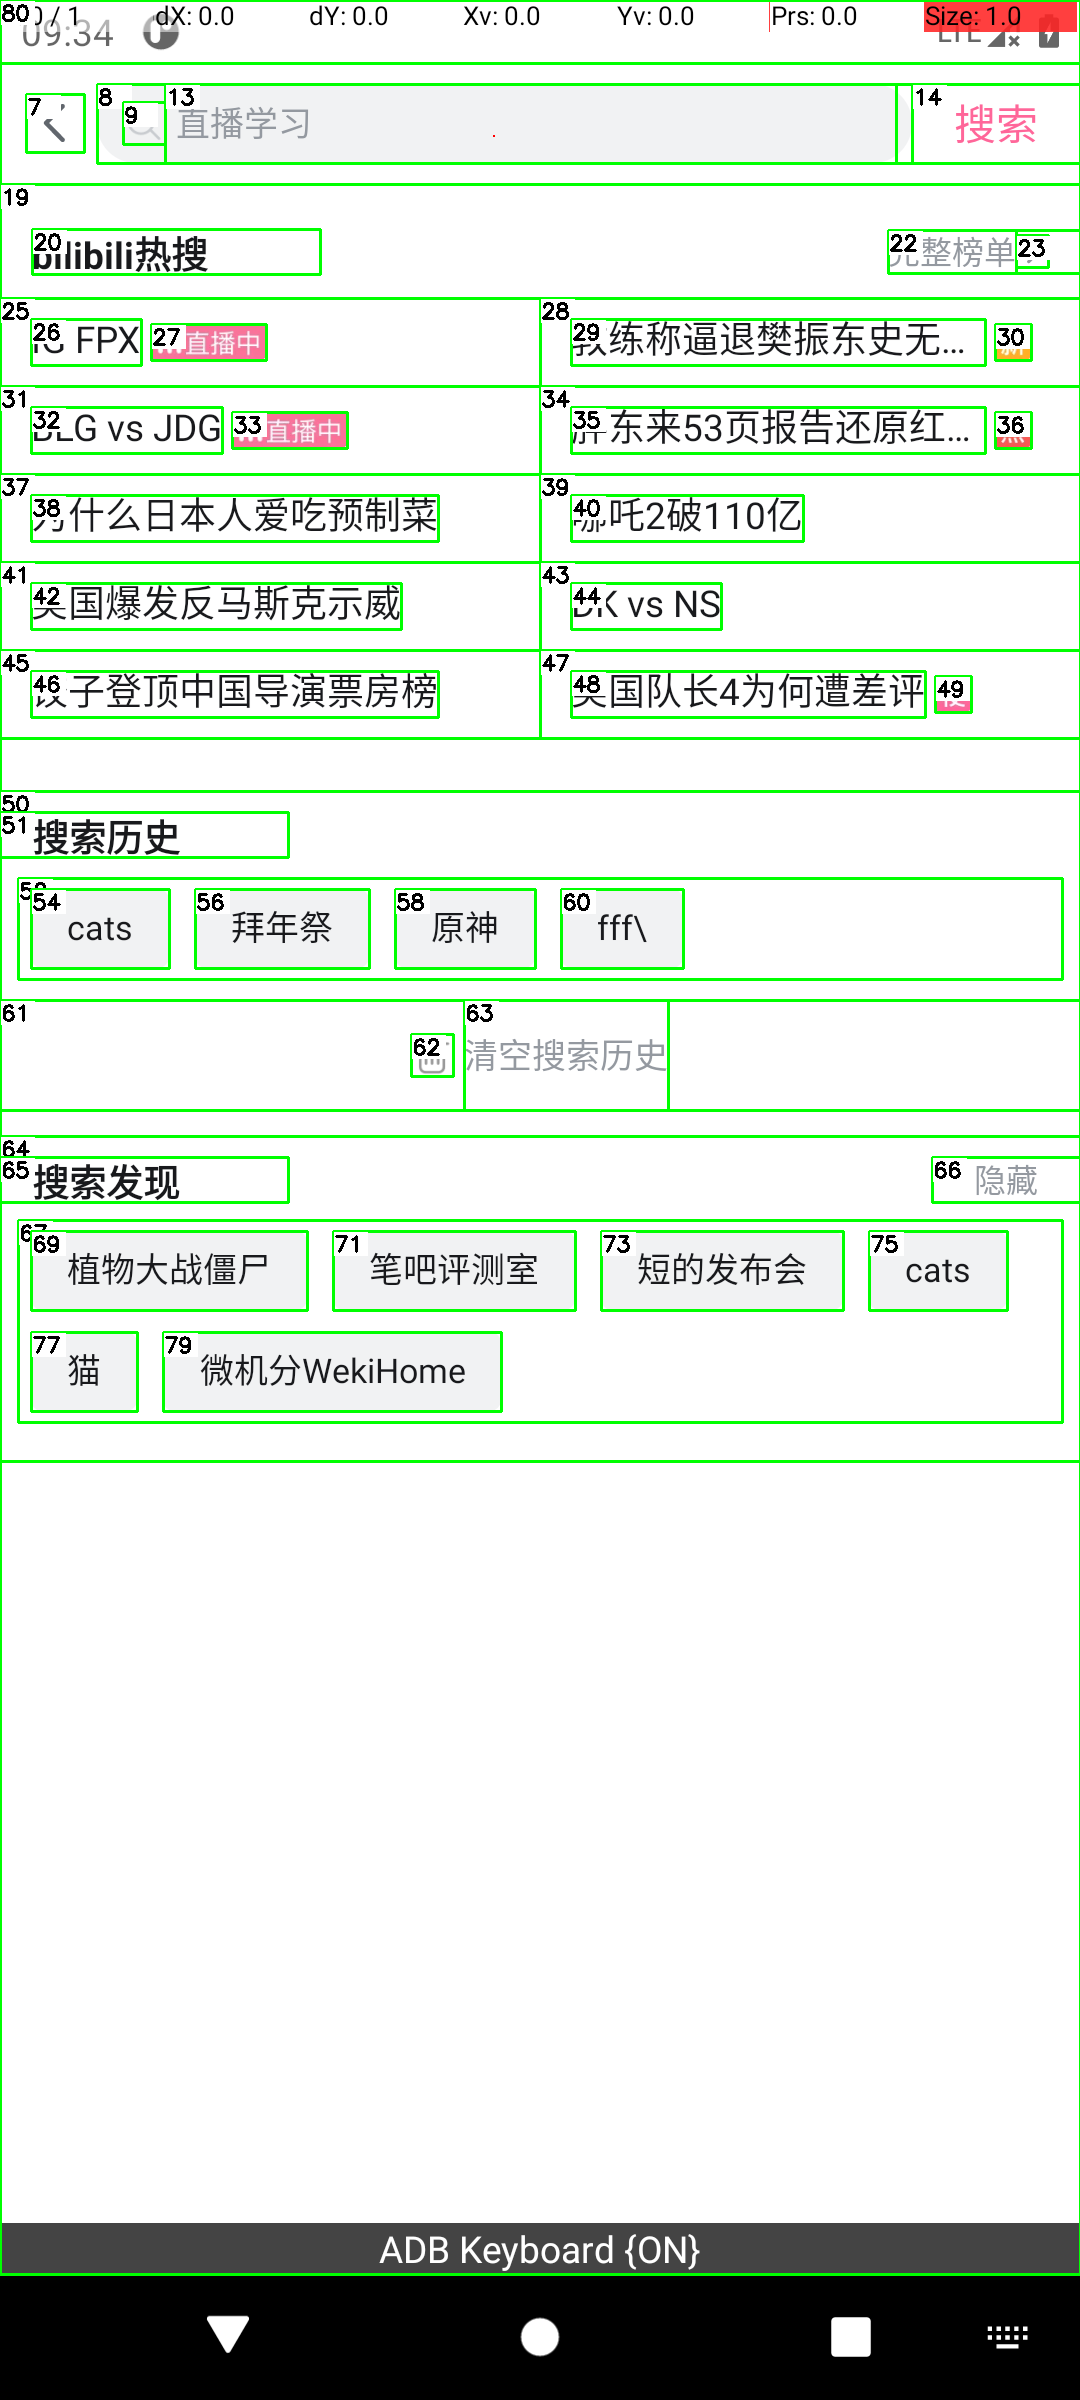 80 0 / 1 dX: 0.0 dY: 0.0 Xv: 0.0 Yv: 0.0 Prs: 0.0 Size: 1.0
09:34 LTE
7 8 9 13 直播学习 14 搜索
19
20 bilibili热搜 22 完整榜单 23
25 28
26 FPX 27 直播中 29 教练称逼退樊振东史无... 30
31 34
32 BLG vs JDG 33 直播中 35 胖东来53页报告还原红... 36
37 39
38 为什么日本人爱吃预制菜 40 哪吒2破110亿
41 43
42 美国爆发反马斯克示威 44 DK vs NS
45 47
46 饺子登顶中国导演票房榜 48 美国队长4为何遭差评 49
50
51 搜索历史
54 cats 56 拜年祭 58 原神 60 fff\
61 62 63 清空搜索历史
64
65 搜索发现 66 隐藏
67
69 植物大战僵尸 71 笔吧评测室 73 短的发布会 75 cats
77 猫 79 微机分WekiHome
ADB Keyboard {ON}